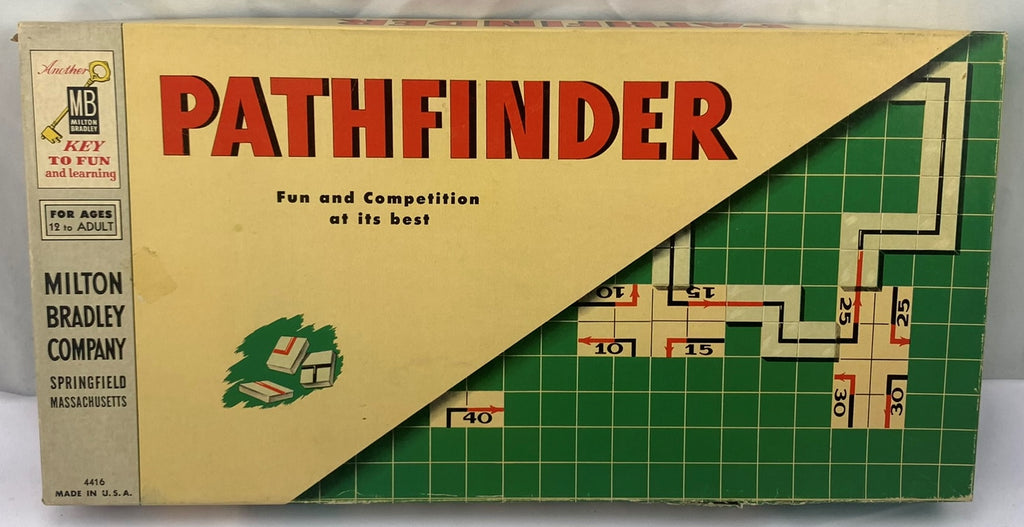 PATHFINDER
Another
MB
MILTON
BRADLEY
KEY
TO FUN
and learning
PATHFINDER
Fun and Competition
at its best
FOR AGES
12 to ADULT
MILTON
BRADLEY
COMPANY
SPRINGFIELD
MASSACHUSETTS
4416
MADE IN U.S.A.
10
15
25
25
10
15
30
30
40